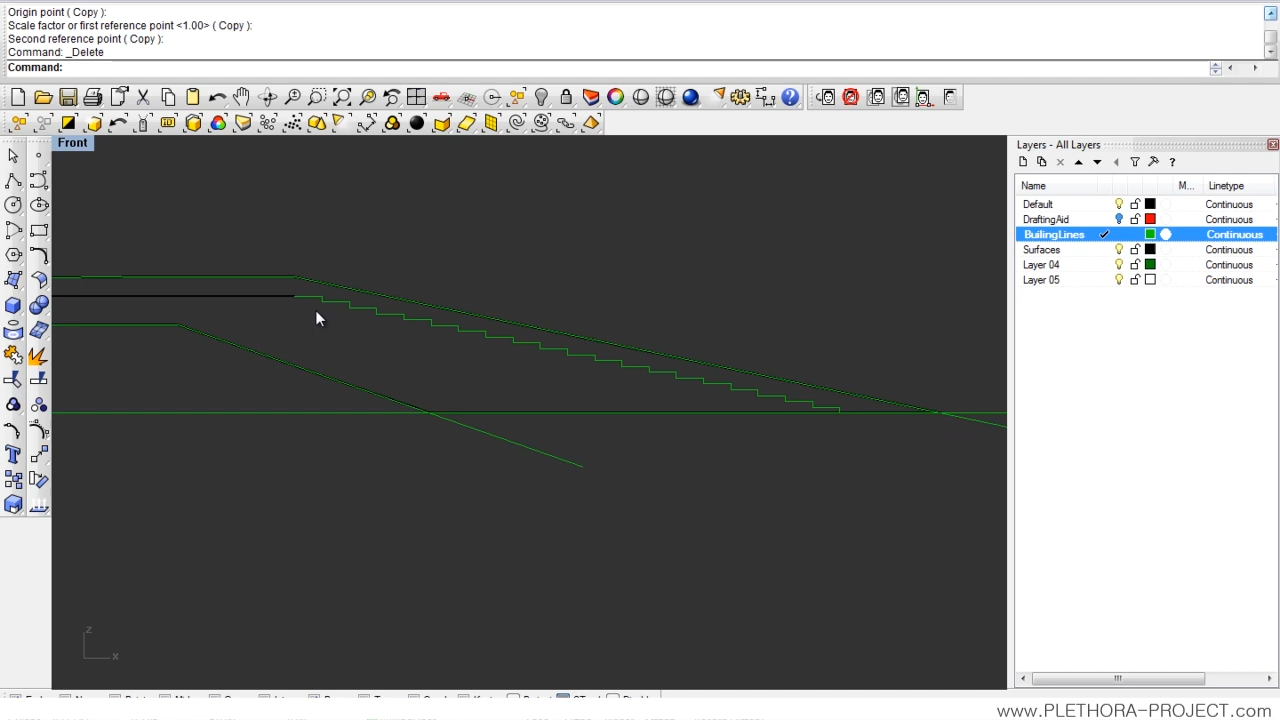 Origin point ( Copy ):
Scale factor or first reference point <1.00> ( Copy ):
Second reference point ( Copy ):
Command: _Delete
Command:
Front
Layers - All Layers
Name M... Linetype
Default Continuous
DraftingAid Continuous
BuilingLines Continuous
Surfaces Continuous
Layer 04 Continuous
Layer 05 Continuous
z
x
www.PLETHORA-PROJECT.com